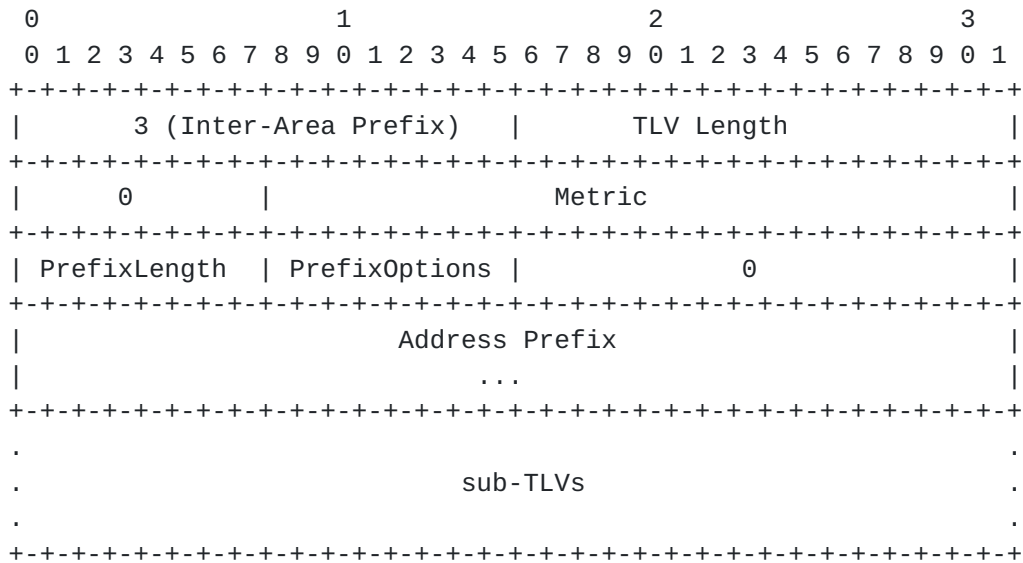 0                   1                   2                   3
 0 1 2 3 4 5 6 7 8 9 0 1 2 3 4 5 6 7 8 9 0 1 2 3 4 5 6 7 8 9 0 1
+-+-+-+-+-+-+-+-+-+-+-+-+-+-+-+-+-+-+-+-+-+-+-+-+-+-+-+-+-+-+-+-+
|       3 (Inter-Area Prefix)   |       TLV Length              |
+-+-+-+-+-+-+-+-+-+-+-+-+-+-+-+-+-+-+-+-+-+-+-+-+-+-+-+-+-+-+-+-+
|      0        |                  Metric                       |
+-+-+-+-+-+-+-+-+-+-+-+-+-+-+-+-+-+-+-+-+-+-+-+-+-+-+-+-+-+-+-+-+
| PrefixLength  | PrefixOptions |              0                |
+-+-+-+-+-+-+-+-+-+-+-+-+-+-+-+-+-+-+-+-+-+-+-+-+-+-+-+-+-+-+-+-+
|                        Address Prefix                         |
|                             ...                               |
+-+-+-+-+-+-+-+-+-+-+-+-+-+-+-+-+-+-+-+-+-+-+-+-+-+-+-+-+-+-+-+-+
.                                                               .
.                            sub-TLVs                           .
.                                                               .
+-+-+-+-+-+-+-+-+-+-+-+-+-+-+-+-+-+-+-+-+-+-+-+-+-+-+-+-+-+-+-+-+